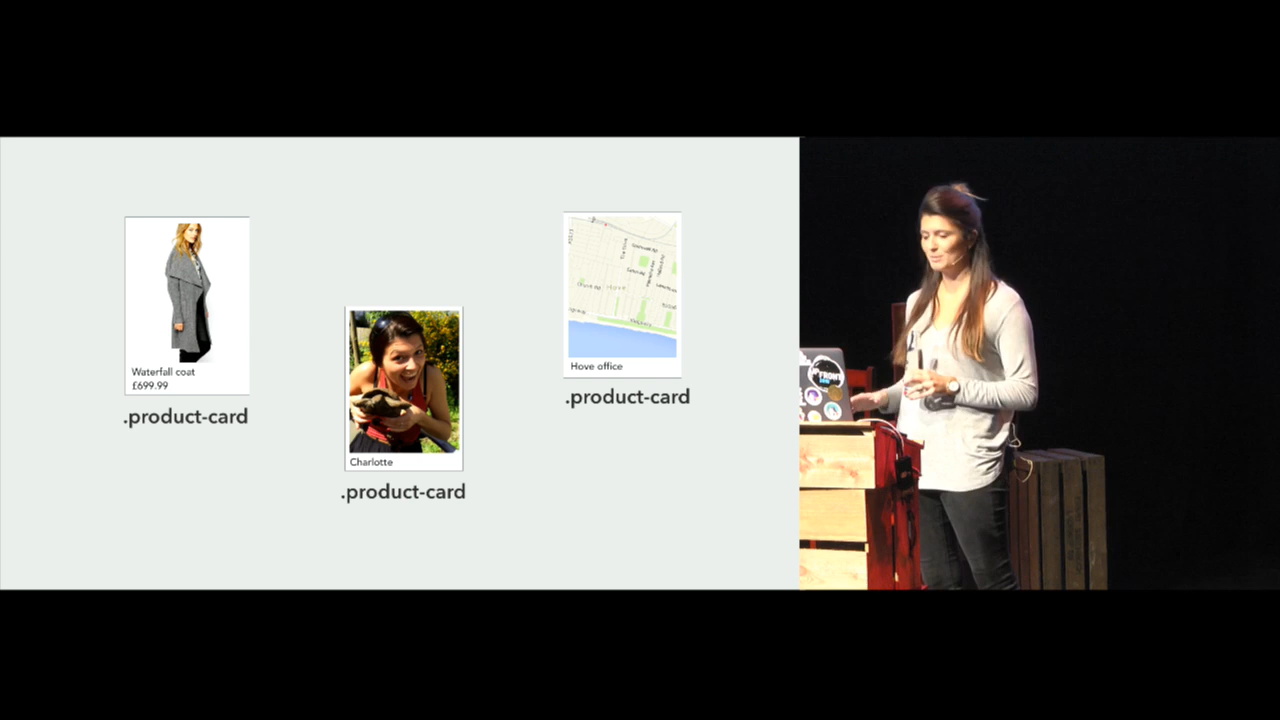 Waterfall coat
£699.99
.product-card
Charlotte
.product-card
Hove office
.product-card